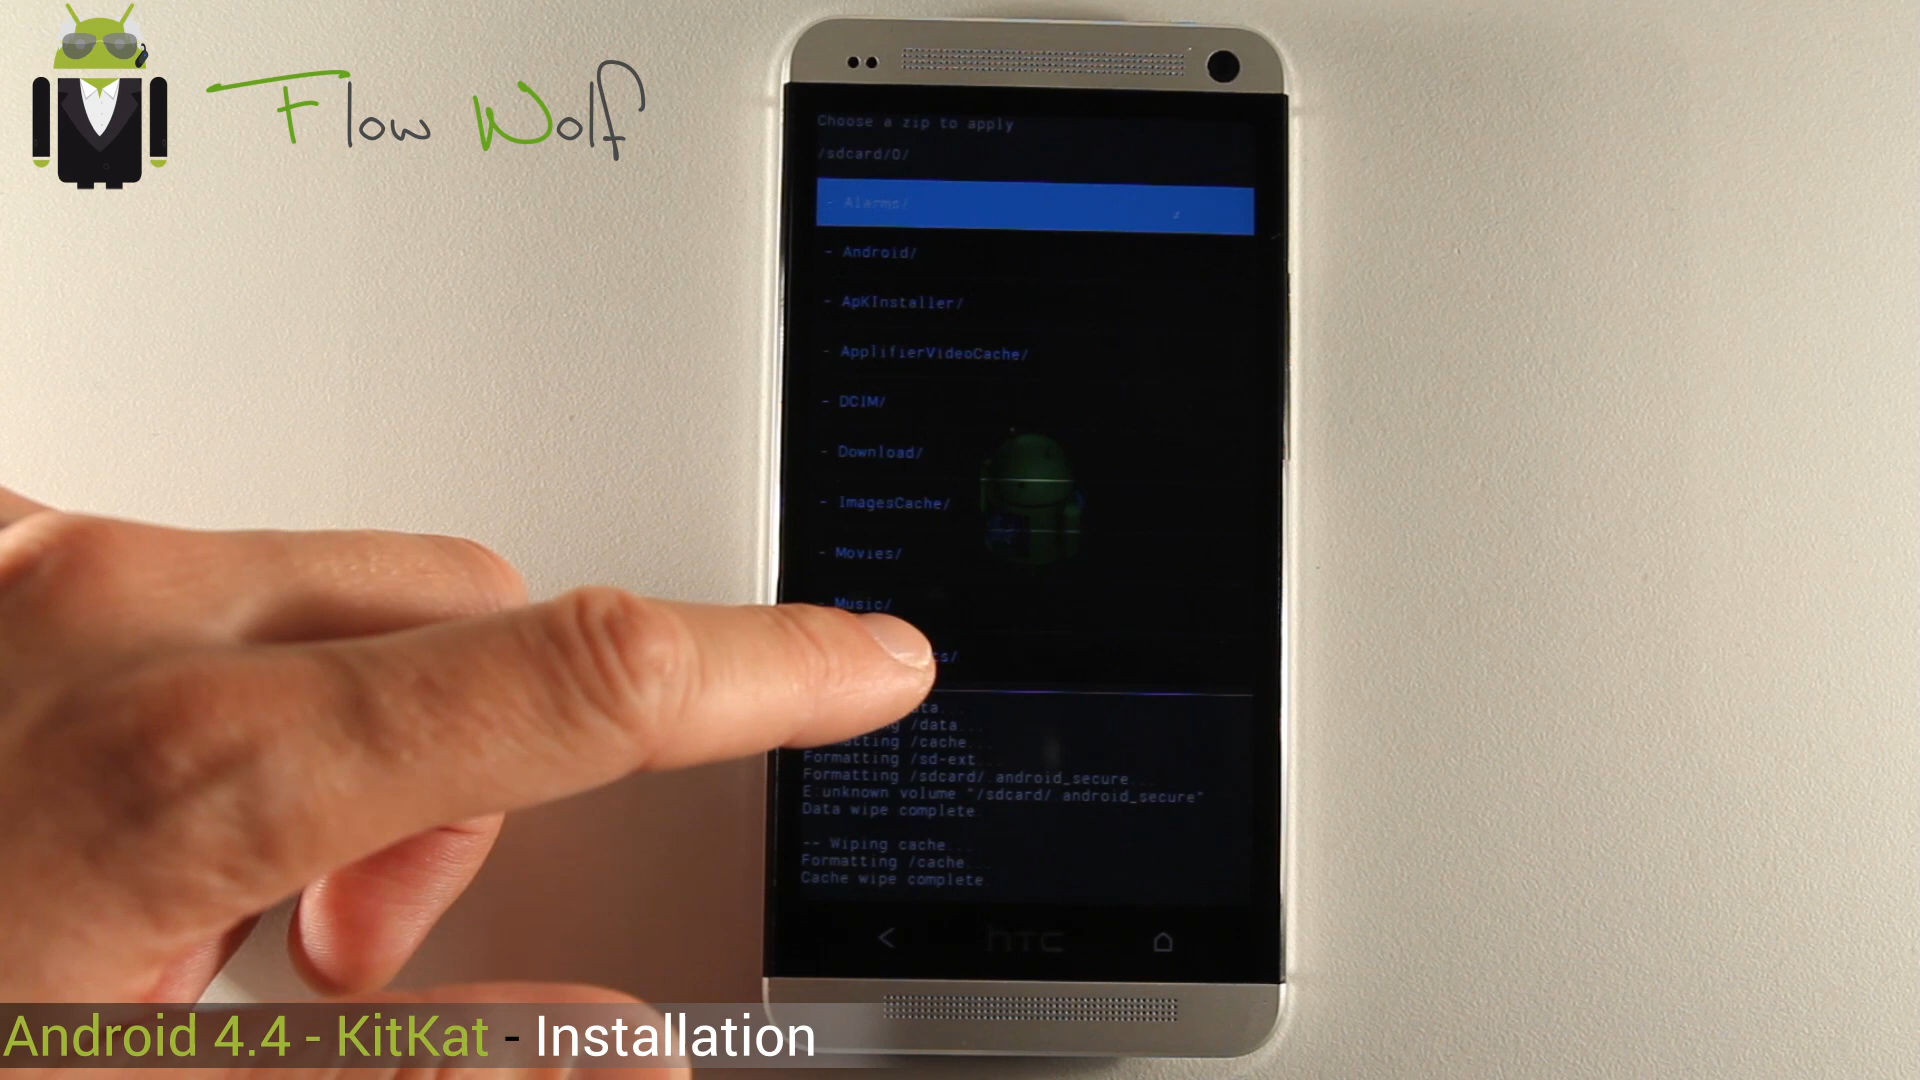 Flow Wolf
Choose a zip to apply
/sdcard/0/
- Alarms/
- Android/
- ApKInstaller/
- ApplifierVideoCache/
- DCIM/
- Download/
- ImagesCache/
- Movies/
- Music/
/data...
Formatting /cache...
Formatting /sd-ext...
Formatting /sdcard/.android_secure...
E:unknown volume "/sdcard/.android_secure"
Data wipe complete.
-- Wiping cache...
Formatting /cache...
Cache wipe complete.
hTC
Android 4.4 - KitKat - Installation